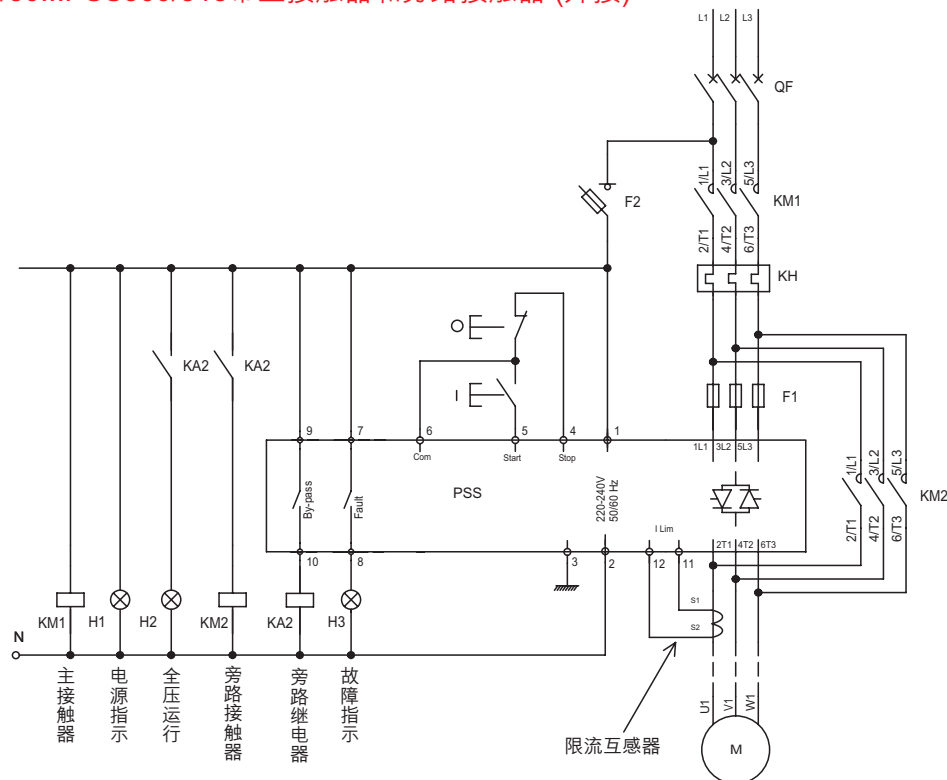 L1 L2 L3
QF
1/L1 3/L2 5/L3
F2
KM1
2/T1 4/T2 6/T3
KH
O
KA2 KA2
I
F1
9 7 6 5 4 1
1L1 3L2 5L3
Com Start Stop
1/L1 3/L2 5/L3
By-pass Fault
PSS
220-240V
50/60 Hz
KM2
2/T1 4/T2 6/T3
I Lim
2T1 4T2 6T3
10 8 3 2 12 11
KM1 H1 H2 KM2 KA2 H3
S1
S2
N
主接触器
电源指示
全压运行
旁路接触器
旁路继电器
故障指示
限流互感器
U1 V1 W1
M